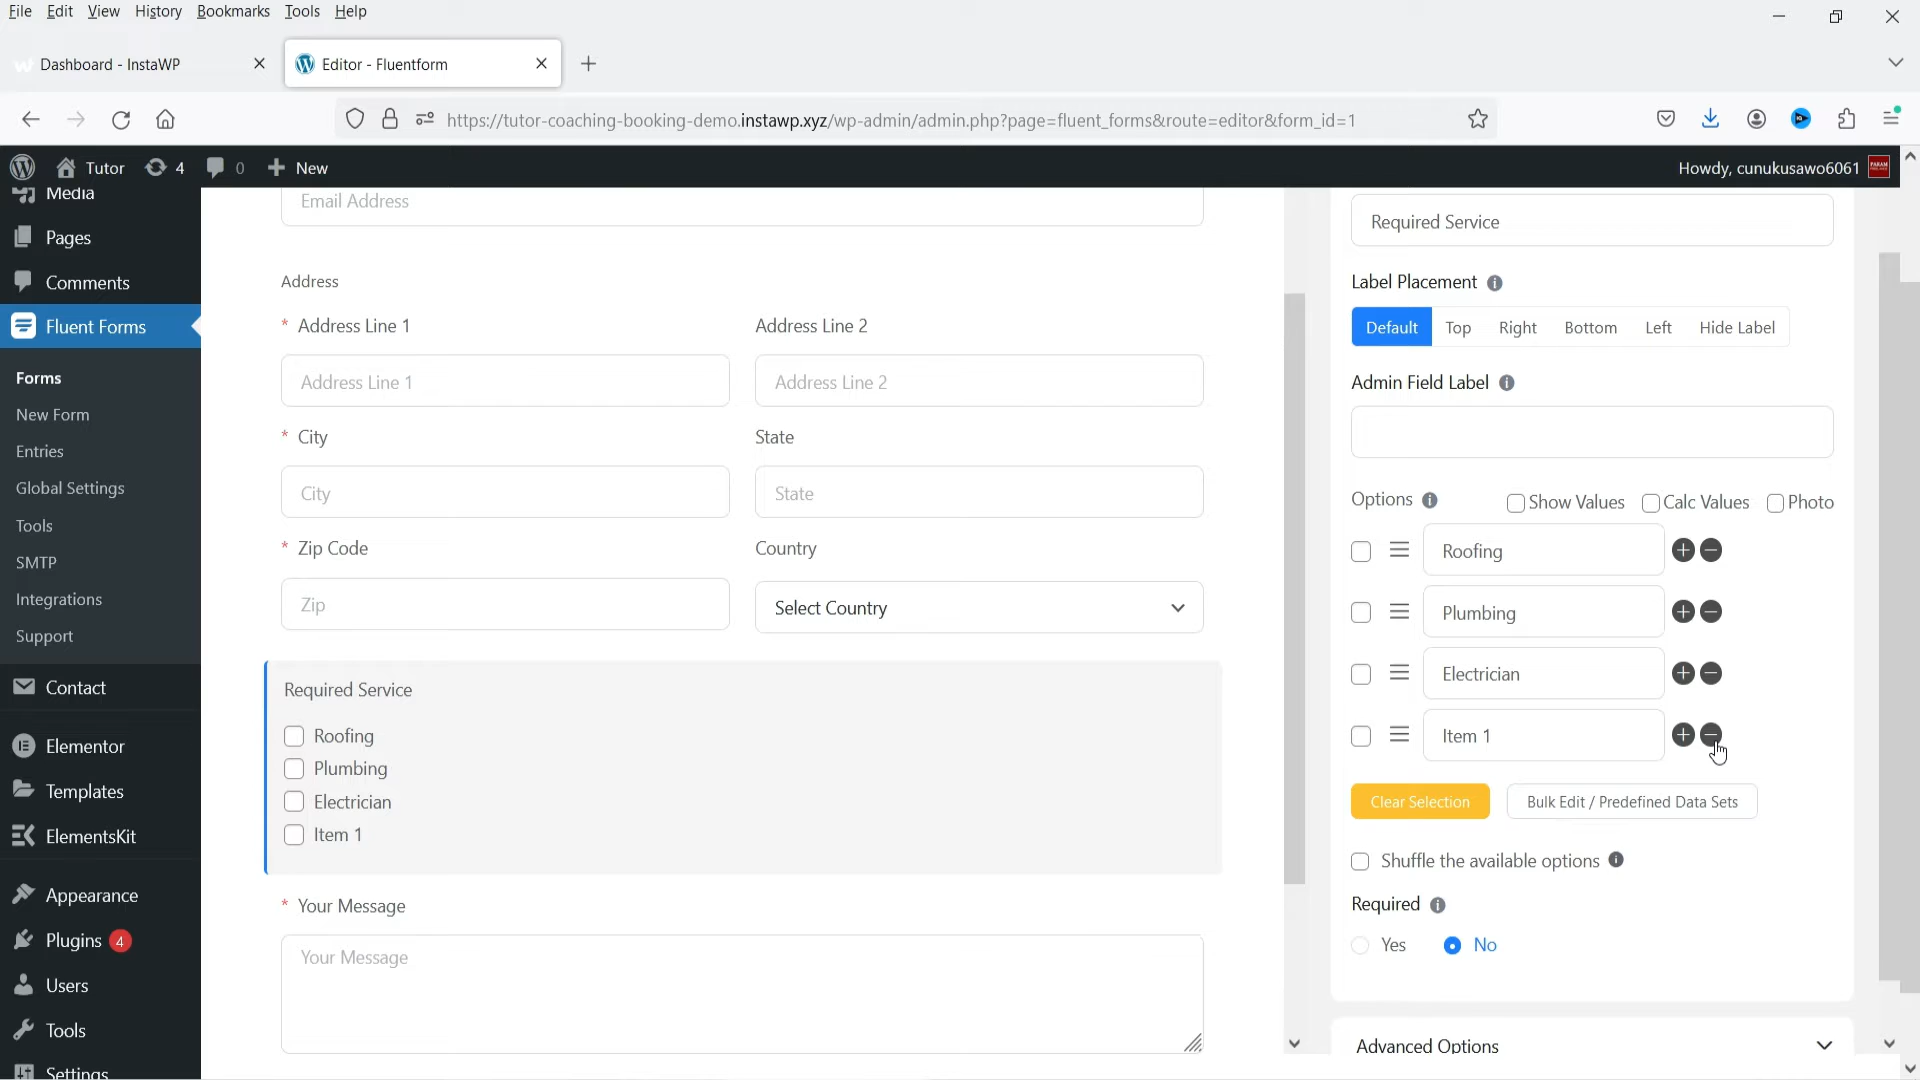 File Edit View History Bookmarks Tools Help
Dashboard - InstaWP
Editor - Fluentform
https://tutor-coaching-booking-demo.instawp.xyz/wp-admin/admin.php?page=fluent_forms&route=editor&form_id=1
Tutor 4 0 New
Howdy, cunukusawo6061
Media
Pages
Comments
Fluent Forms
Forms
New Form
Entries
Global Settings
Tools
SMTP
Integrations
Support
Contact
Elementor
Templates
ElementsKit
Appearance
Plugins 4
Users
Tools
Settings
Email Address
Address
* Address Line 1
Address Line 2
Address Line 1
Address Line 2
* City
State
City
State
* Zip Code
Country
Zip
Select Country
Required Service
Roofing
Plumbing
Electrician
Item 1
* Your Message
Your Message
Required Service
Label Placement
Default Top Right Bottom Left Hide Label
Admin Field Label
Options Show Values Calc Values Photo
Roofing
Plumbing
Electrician
Item 1
Clear Selection
Bulk Edit / Predefined Data Sets
Shuffle the available options
Required
Yes No
Advanced Options